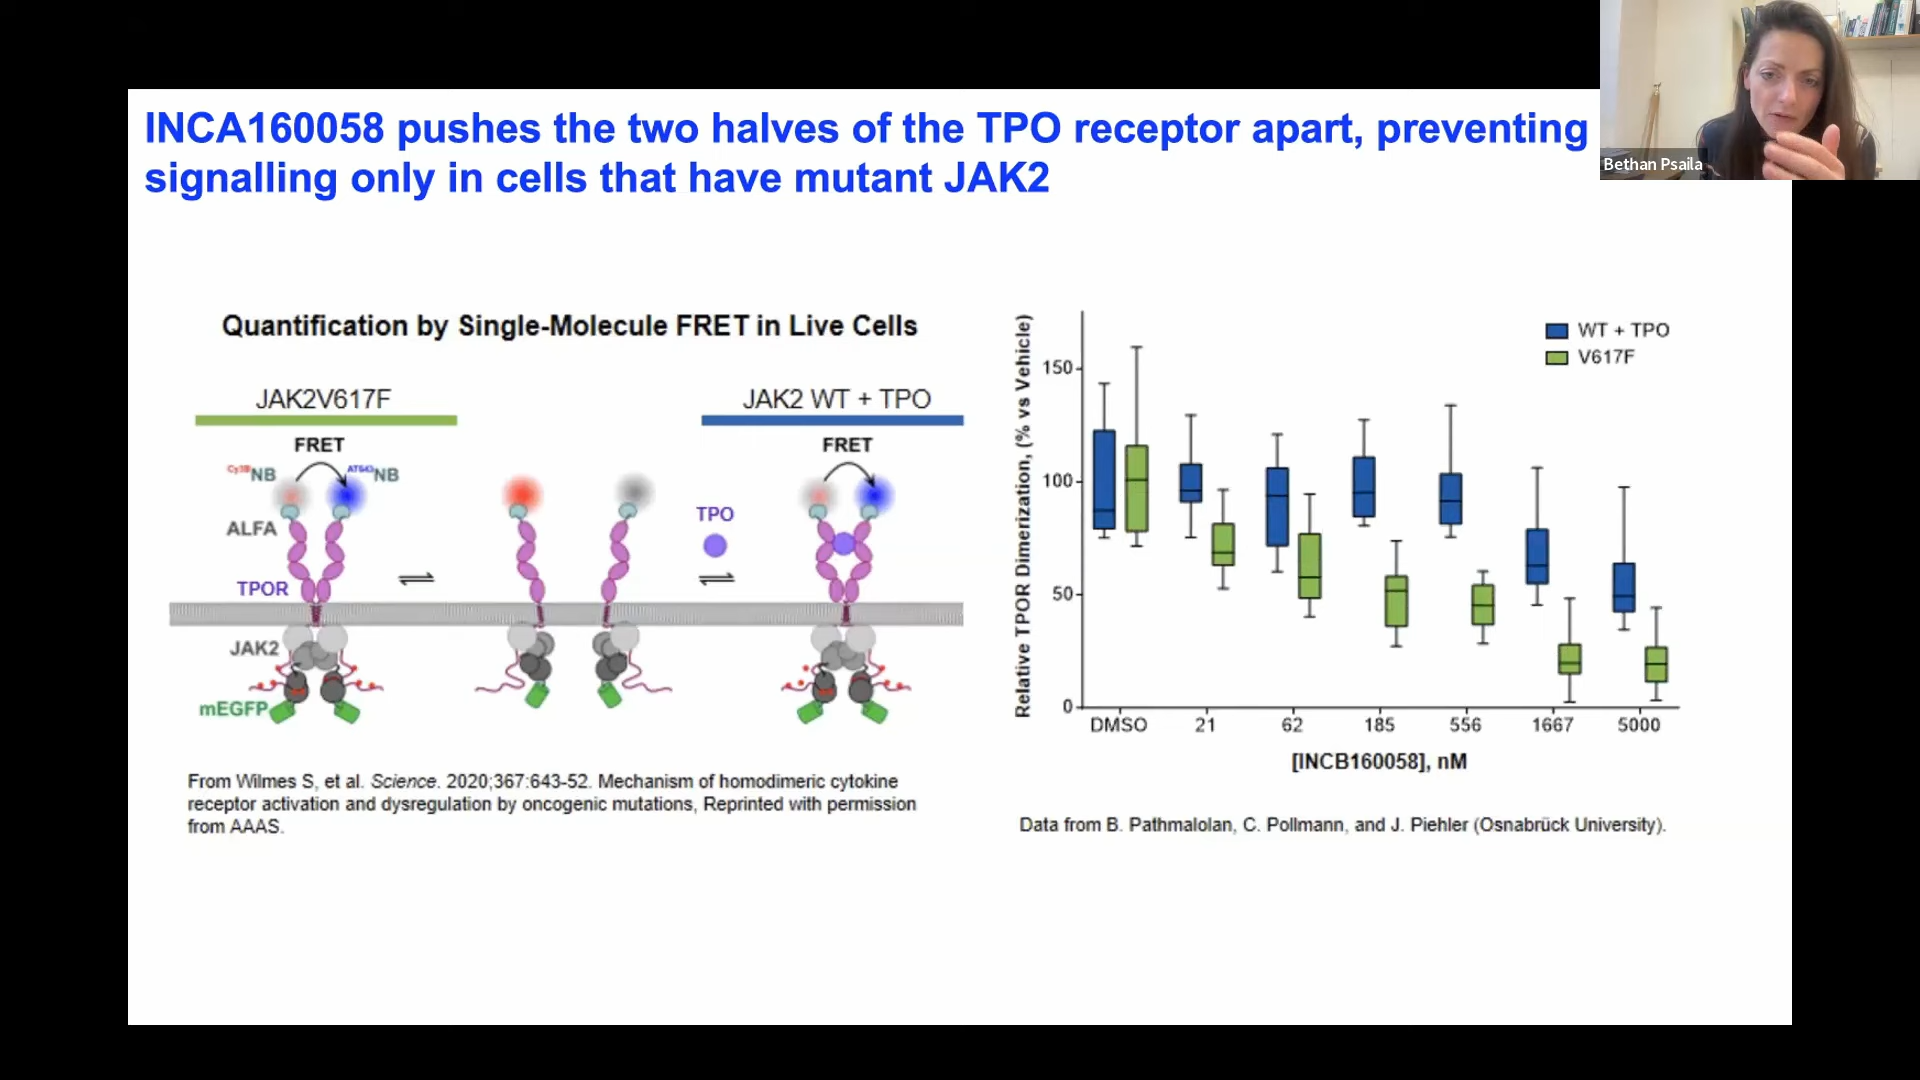 INCA160058 pushes the two halves of the TPO receptor apart, preventing
signalling only in cells that have mutant JAK2
Bethan Psaila
Quantification by Single-Molecule FRET in Live Cells
JAK2V617F
JAK2 WT + TPO
FRET
FRET
Cy3B NB
AT643 NB
ALFA
TPO
TPOR
JAK2
mEGFP
From Wilmes S, et al. Science. 2020;367:643-52. Mechanism of homodimeric cytokine
receptor activation and dysregulation by oncogenic mutations, Reprinted with permission
from AAAS.
Relative TPOR Dimerization, (% vs Vehicle)
WT + TPO
V617F
150
100
50
0
DMSO 21 62 185 556 1667 5000
[INCB160058], nM
Data from B. Pathmalolan, C. Pollmann, and J. Piehler (Osnabrück University).